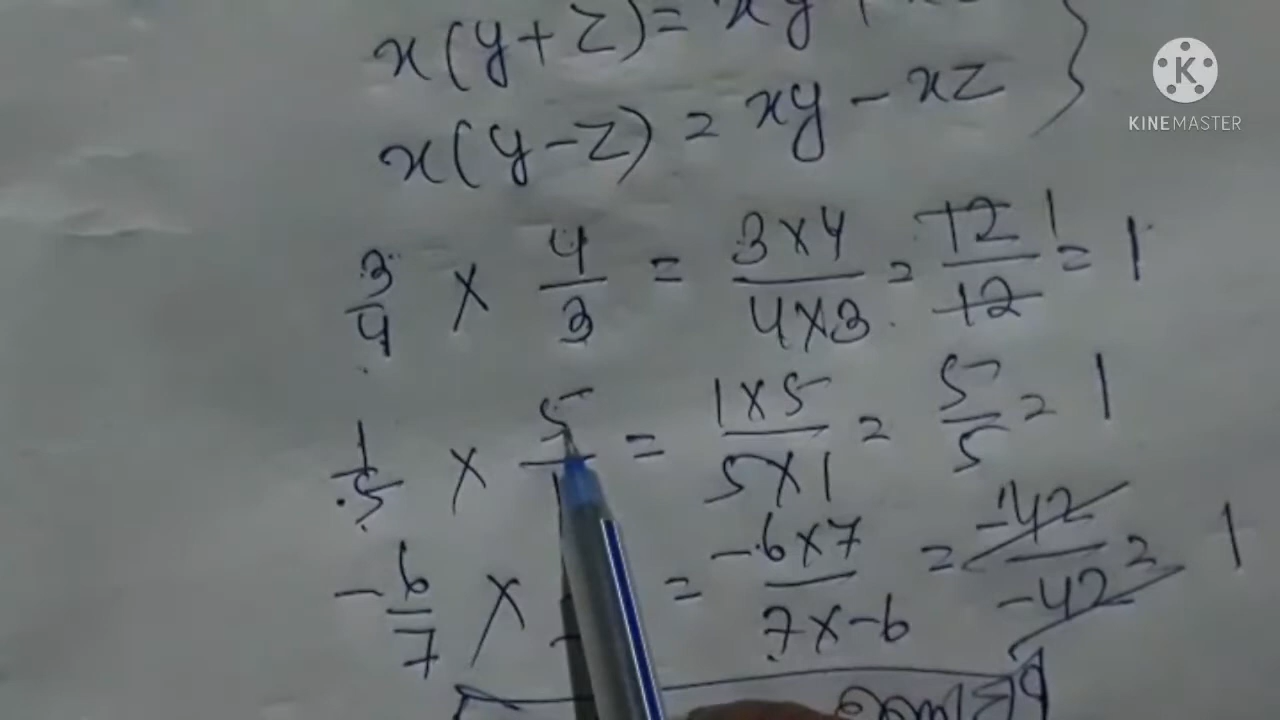 x(y+z)= xy
x(y-z) = xy - xz }
KINEMASTER
3/4 × 4/3 = 3×4/4×3 = 12/12 1 = 1
1/5 × 5/1 = 1×5/5×1 = 5/5 = 1
-6/7 × = -6×7/7×-6 = -42/-42 = 1